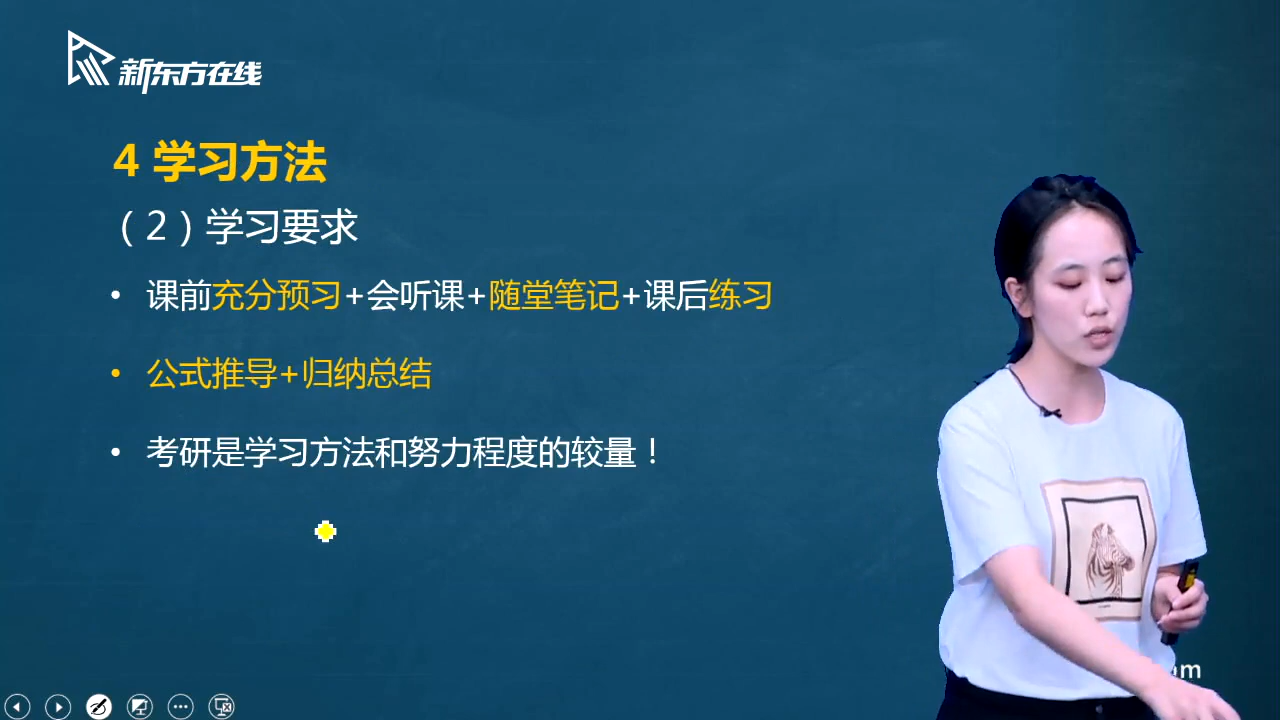 新东方在线
4 学习方法
（2）学习要求
• 课前充分预习+会听课+随堂笔记+课后练习
• 公式推导+归纳总结
• 考研是学习方法和努力程度的较量！